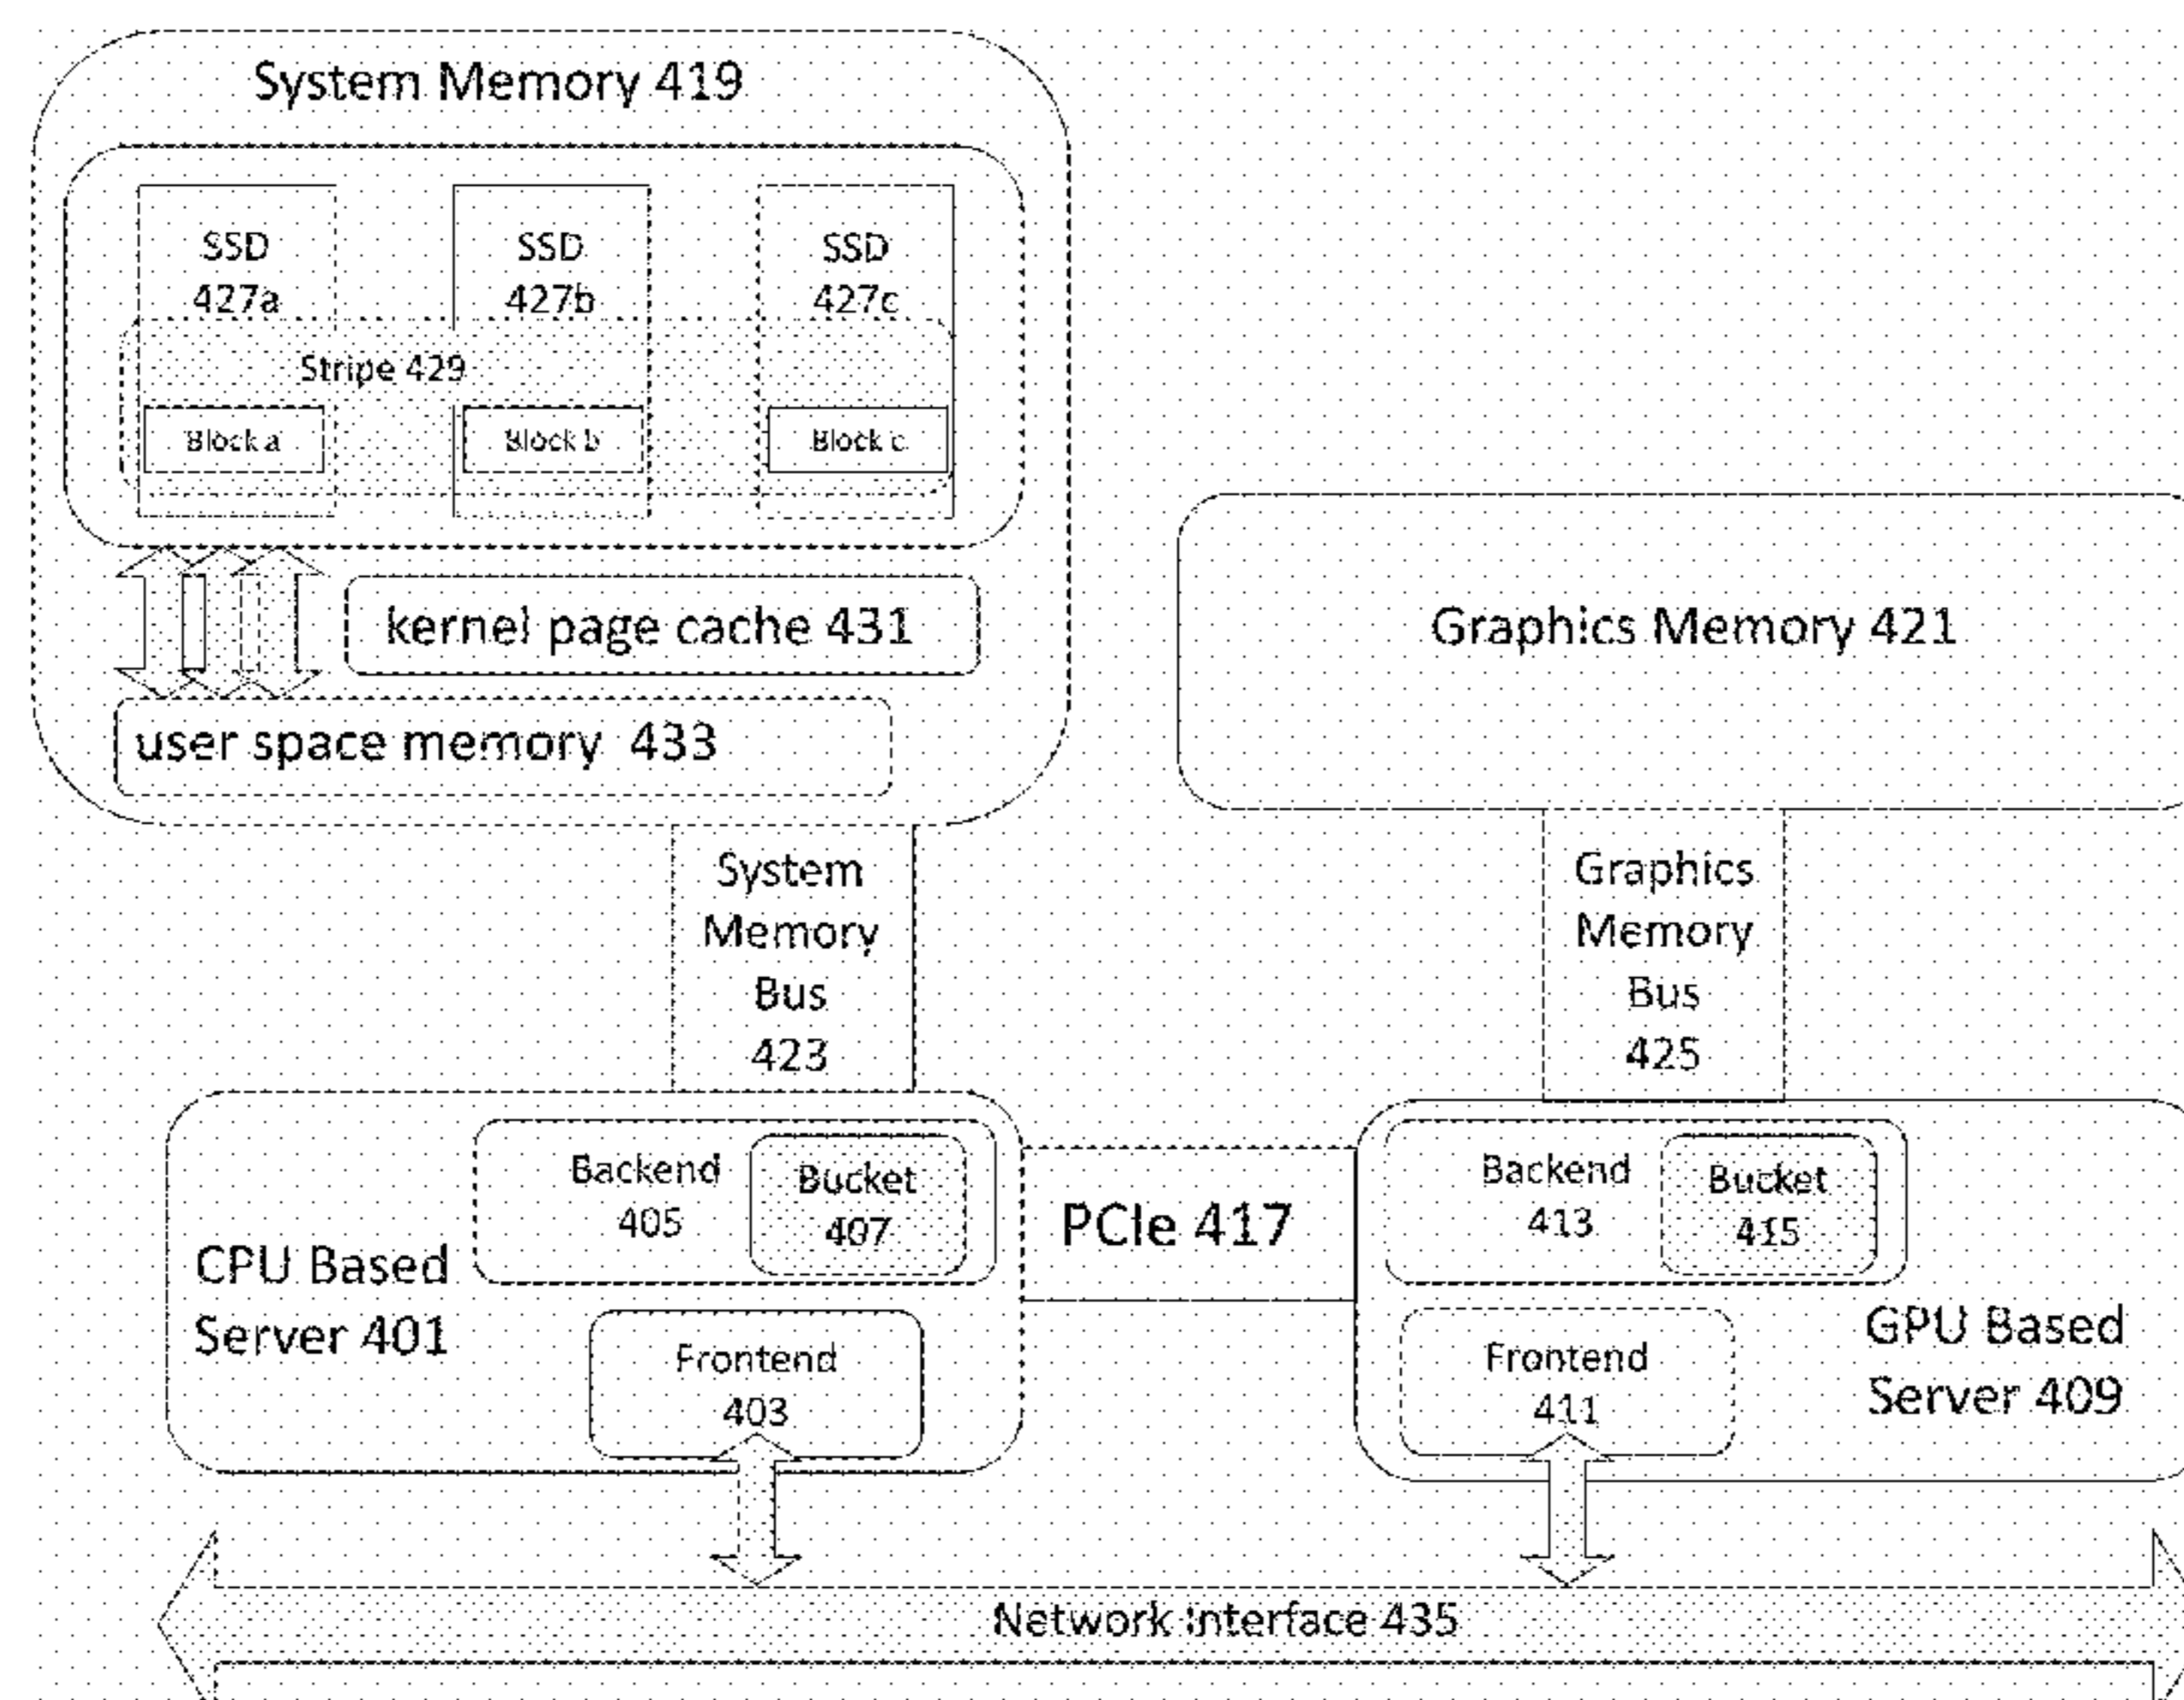 System Memory 419
SSD
427a
SSD
427b
SSD
427c
Stripe 429
Block a
Block b
Block c
kernel page cache 431
user space memory 433
Graphics Memory 421
System
Memory
Bus
423
Graphics
Memory
Bus
425
CPU Based
Server 401
Backend
405
Bucket
407
Frontend
403
PCIe 417
Backend
413
Bucket
415
Frontend
411
GPU Based
Server 409
Network Interface 435